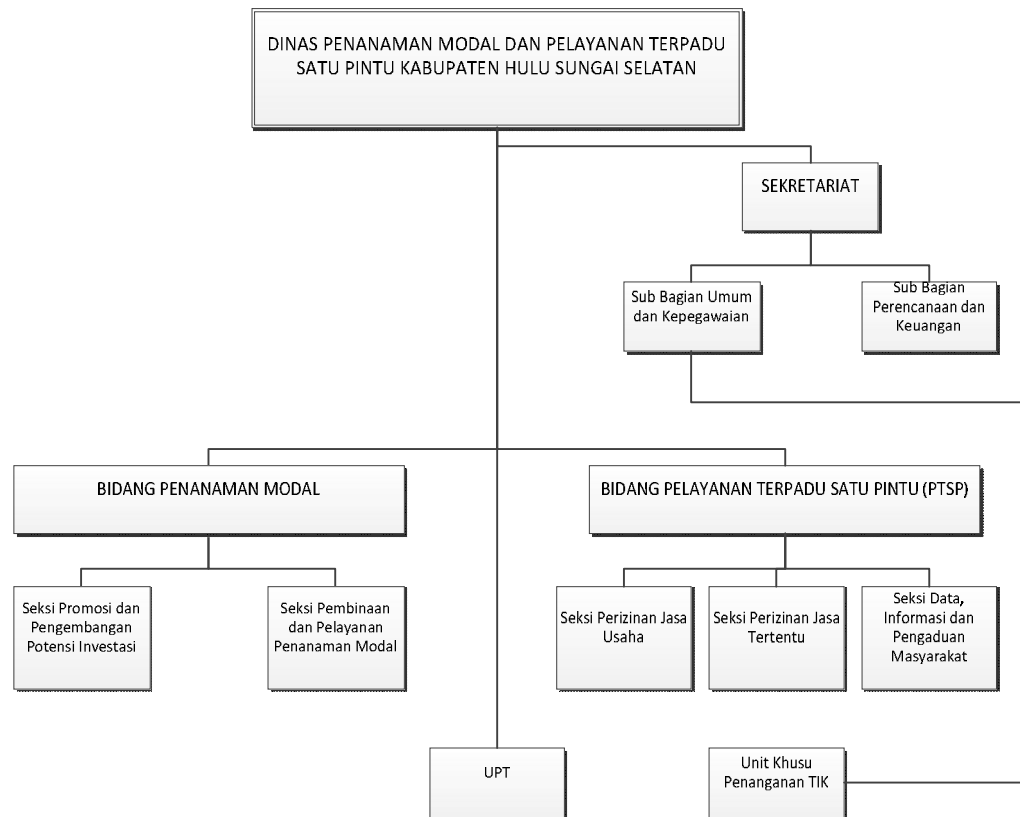 DINAS PENANAMAN MODAL DAN PELAYANAN TERPADU
SATU PINTU KABUPATEN HULU SUNGAI SELATAN
SEKRETARIAT
Sub Bagian Umum
dan Kepegawaian
Sub Bagian
Perencanaan dan
Keuangan
BIDANG PENANAMAN MODAL
BIDANG PELAYANAN TERPADU SATU PINTU (PTSP)
Seksi Promosi dan
Pengembangan
Potensi Investasi
Seksi Pembinaan
dan Pelayanan
Penanaman Modal
Seksi Perizinan Jasa
Usaha
Seksi Perizinan Jasa
Tertentu
Seksi Data,
Informasi dan
Pengaduan
Masyarakat
UPT
Unit Khusu
Penanganan TIK